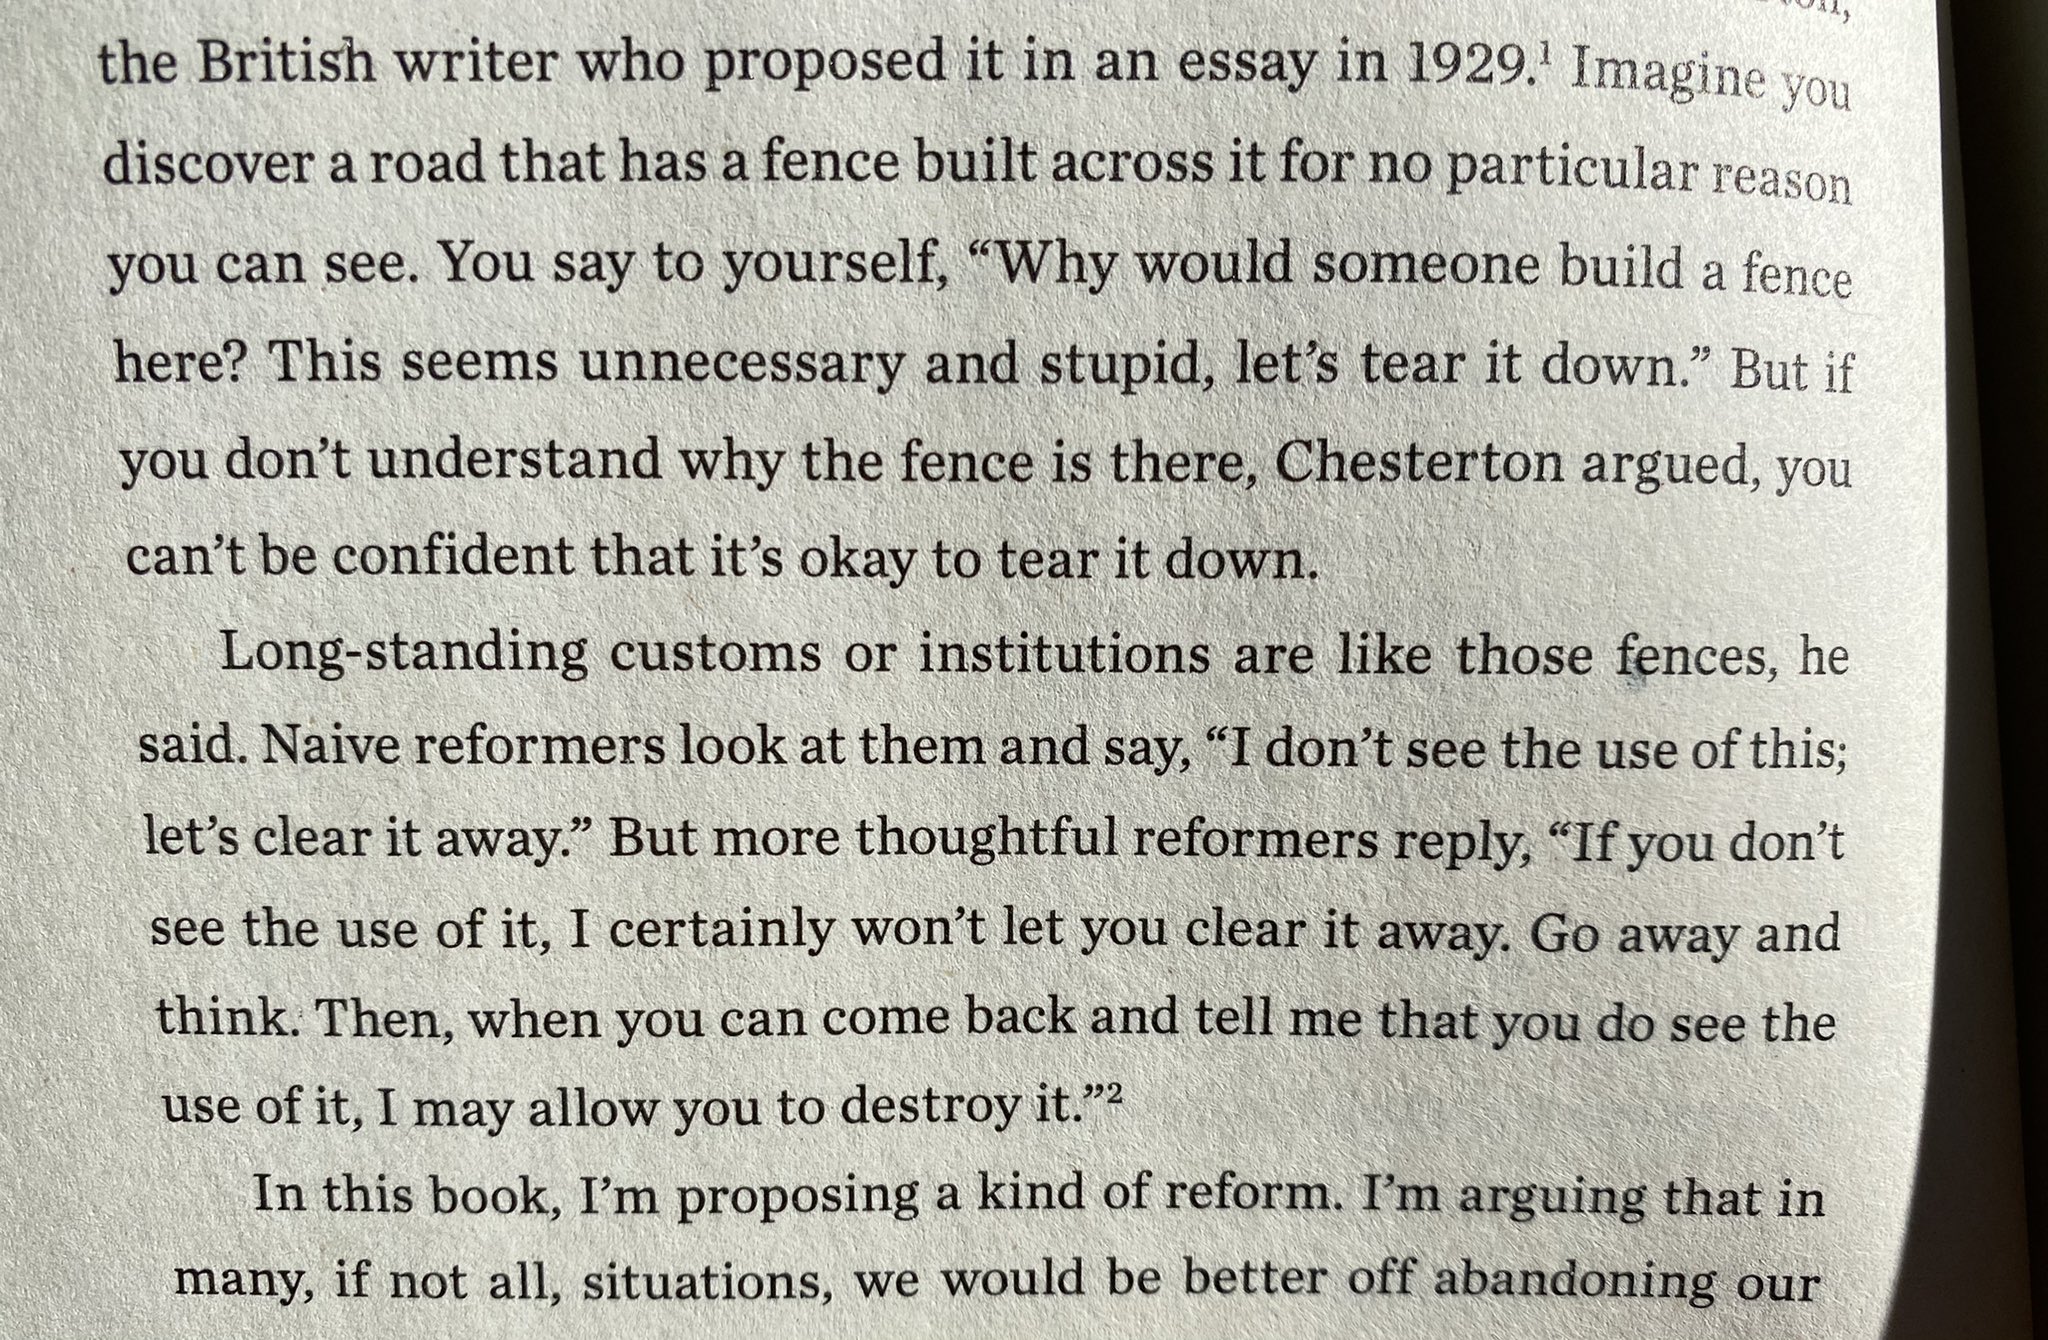 the British writer who proposed it in an essay in 1929.¹ Imagine you
discover a road that has a fence built across it for no particular reason
you can see. You say to yourself, “Why would someone build a fence
here? This seems unnecessary and stupid, let’s tear it down.” But if
you don’t understand why the fence is there, Chesterton argued, you
can’t be confident that it’s okay to tear it down.
Long-standing customs or institutions are like those fences, he
said. Naive reformers look at them and say, “I don’t see the use of this;
let’s clear it away.” But more thoughtful reformers reply, “If you don’t
see the use of it, I certainly won’t let you clear it away. Go away and
think. Then, when you can come back and tell me that you do see the
use of it, I may allow you to destroy it.”²
In this book, I’m proposing a kind of reform. I’m arguing that in
many, if not all, situations, we would be better off abandoning our